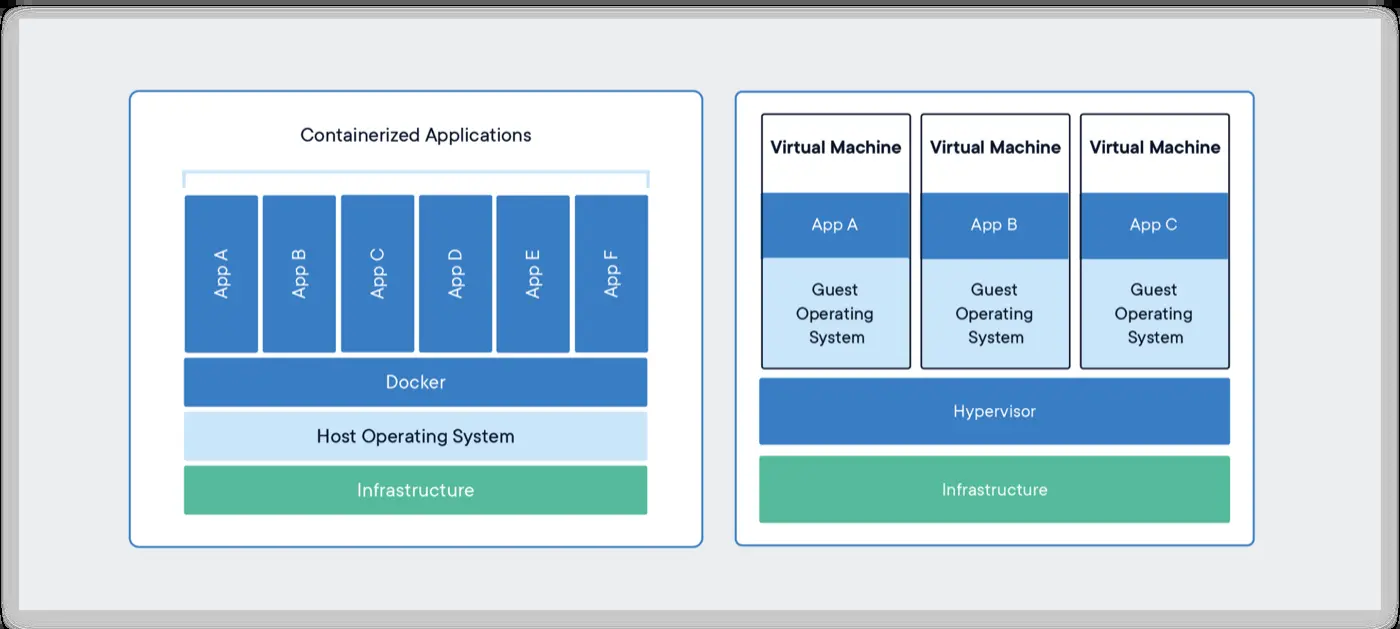 Containerized Applications
App A
App B
App C
App D
App E
App F
Docker
Host Operating System
Infrastructure
Virtual Machine
App A
Guest
Operating
System
Virtual Machine
App B
Guest
Operating
System
Virtual Machine
App C
Guest
Operating
System
Hypervisor
Infrastructure